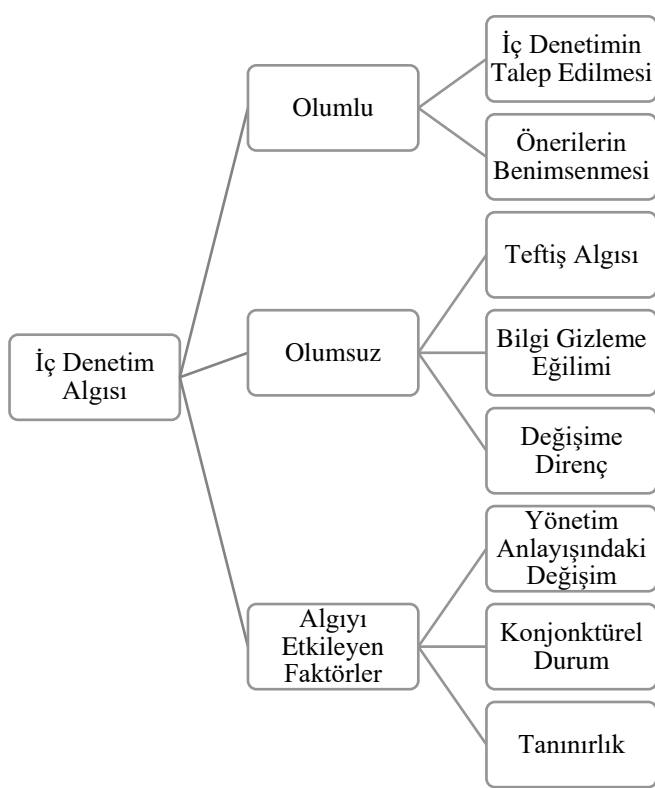 İç Denetim
Algısı
Olumlu
İç Denetimin
Talep Edilmesi
Önerilerin
Benimsenmesi
Olumsuz
Teftiş Algısı
Bilgi Gizleme
Eğilimi
Değişime
Direnç
Algıyı
Etkileyen
Faktörler
Yönetim
Anlayışındaki
Değişim
Konjonktürel
Durum
Tanınırlık